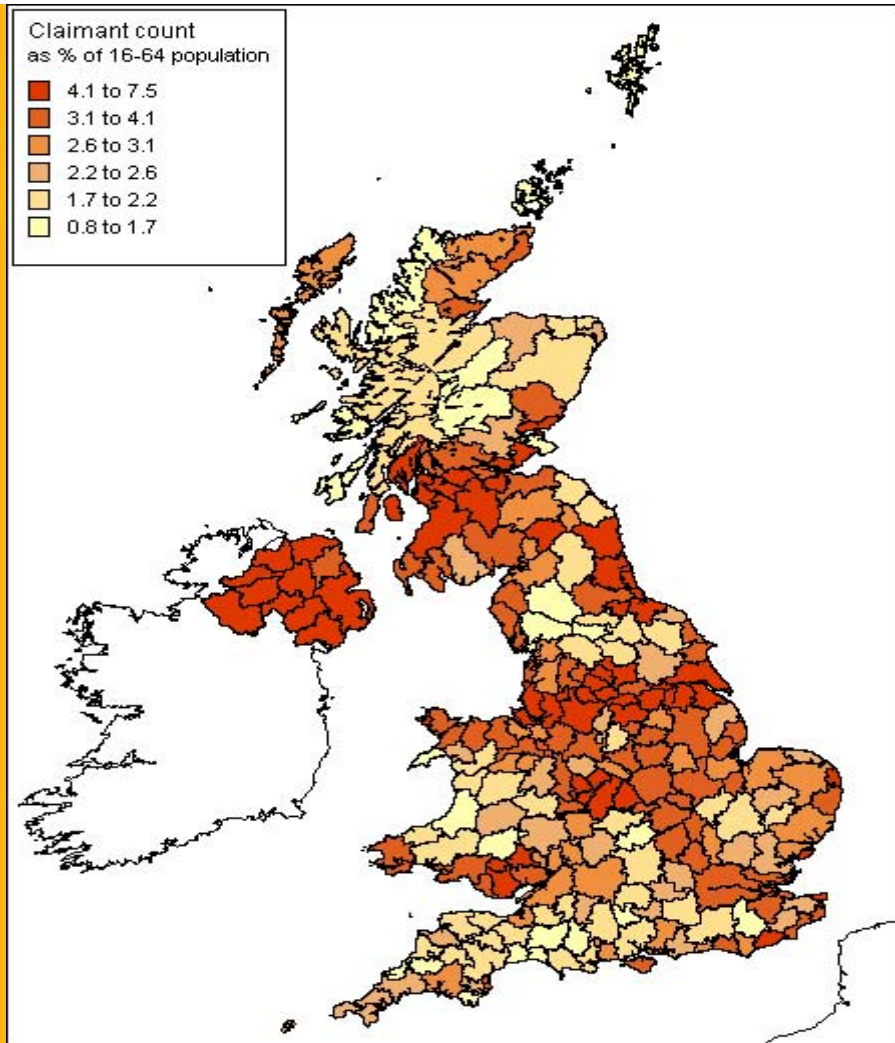 Claimant count
as % of 16-64 population
4.1 to 7.5
3.1 to 4.1
2.6 to 3.1
2.2 to 2.6
1.7 to 2.2
0.8 to 1.7